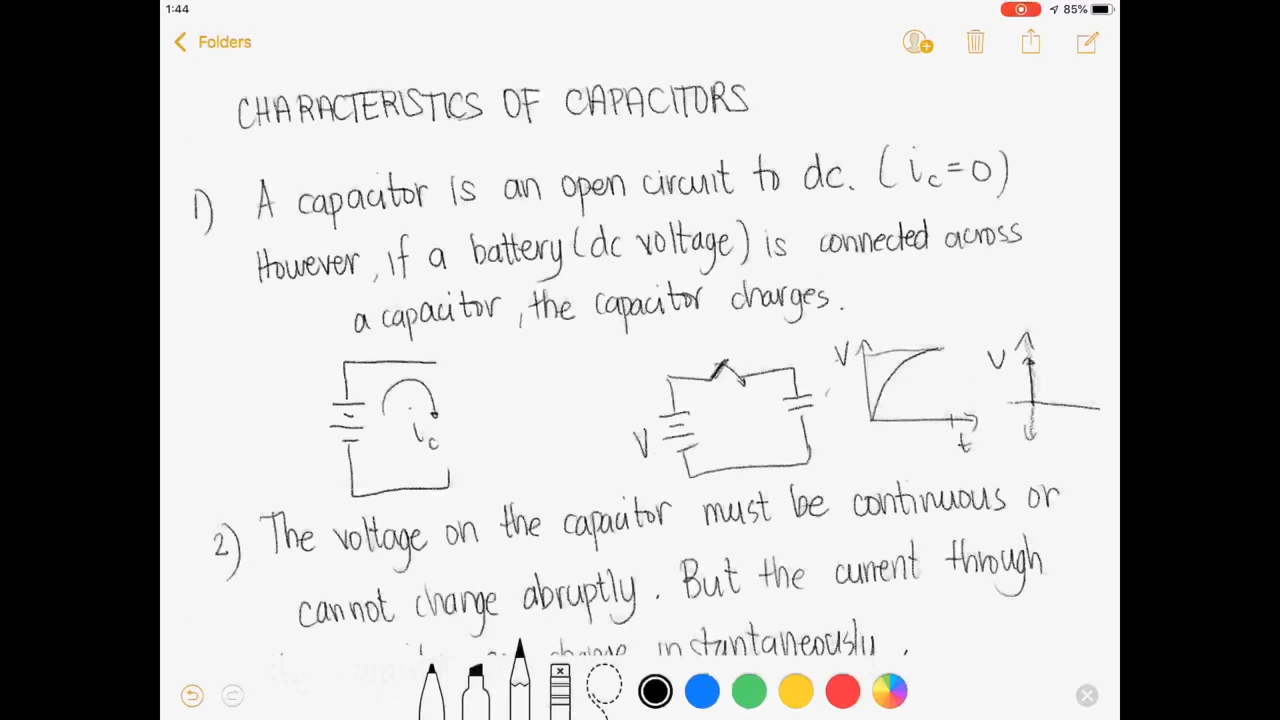 1:44
85%
Folders
CHARACTERISTICS OF CAPACITORS
1) A capacitor is an open circuit to dc. (ic=0)
However, if a battery (dc voltage) is connected across
a capacitor, the capacitor charges.
ic
V
V
t
V
2) The voltage on the capacitor must be continuous or
cannot change abruptly. But the current through
change instantaneously.